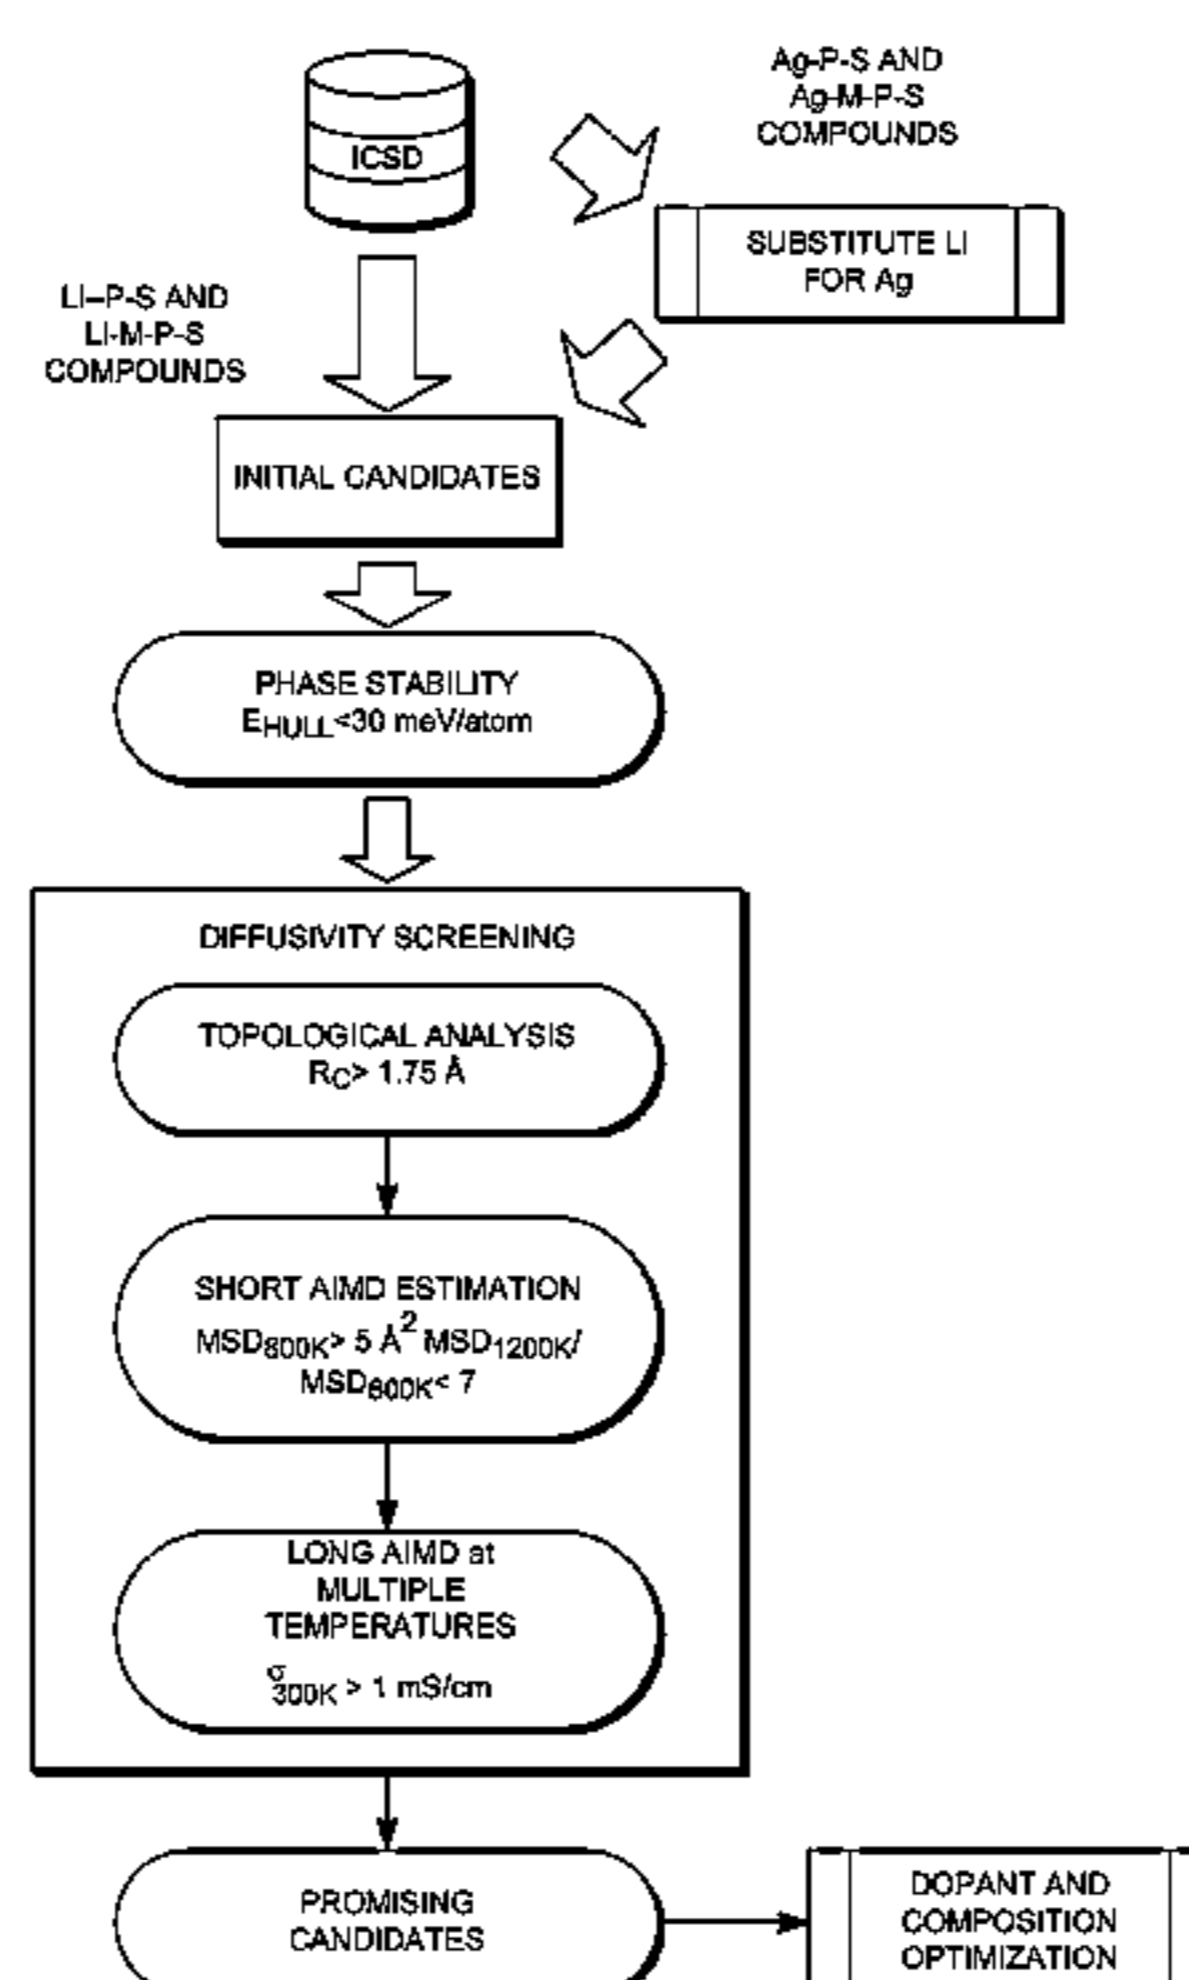 Ag-P-S AND
Ag-M-P-S
COMPOUNDS
ICSD
SUBSTITUTE LI
FOR Ag
LI–P-S AND
LI-M-P-S
COMPOUNDS
INITIAL CANDIDATES
PHASE STABILITY
EHULL<30 meV/atom
DIFFUSIVITY SCREENING
TOPOLOGICAL ANALYSIS
RC> 1.75 Å
SHORT AIMD ESTIMATION
MSD800K> 5 Å2 MSD1200K/
MSD800K< 7
LONG AIMD at
MULTIPLE
TEMPERATURES
σ300K > 1 mS/cm
PROMISING
CANDIDATES
DOPANT AND
COMPOSITION
OPTIMIZATION